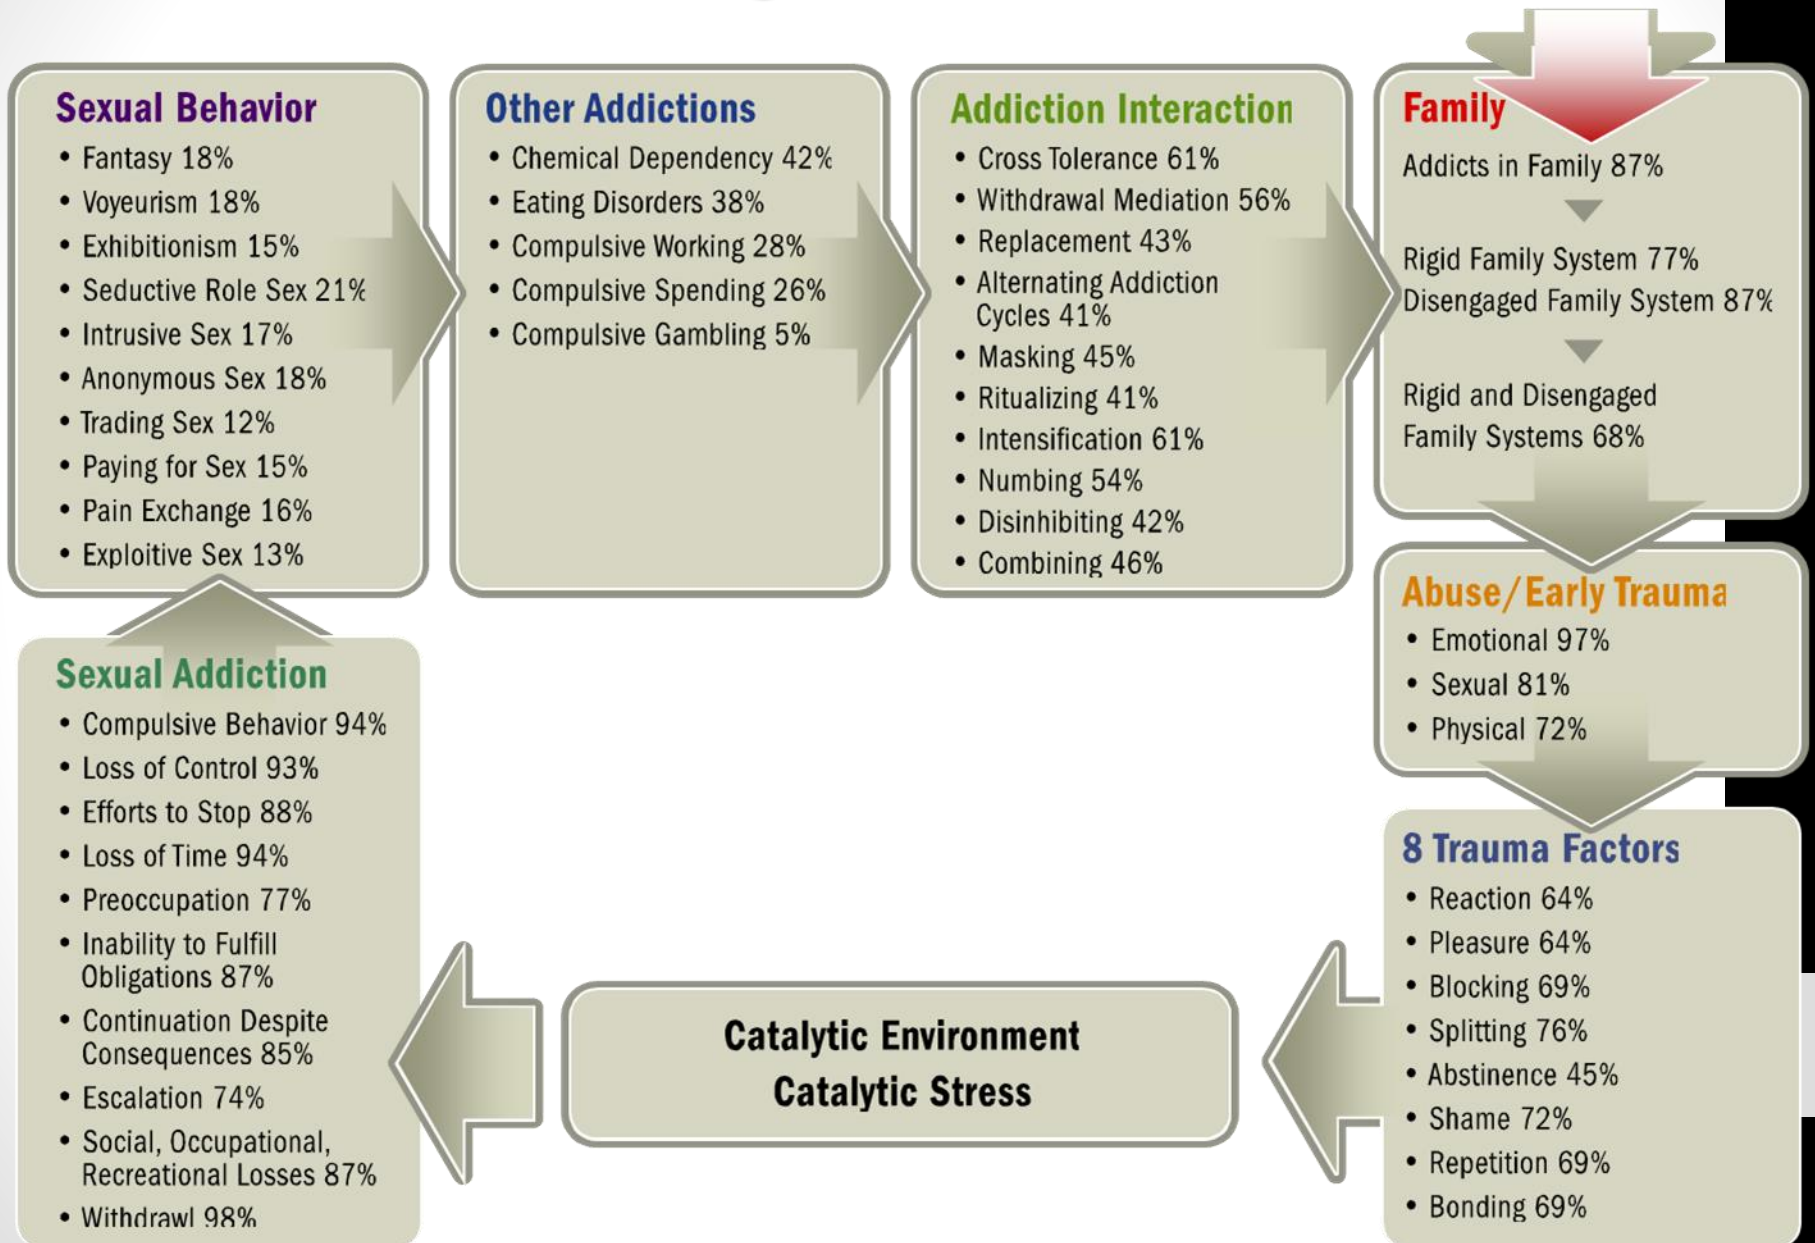 Sexual Behavior
• Fantasy 18%
• Voyeurism 18%
• Exhibitionism 15%
• Seductive Role Sex 21%
• Intrusive Sex 17%
• Anonymous Sex 18%
• Trading Sex 12%
• Paying for Sex 15%
• Pain Exchange 16%
• Exploitive Sex 13%
Other Addictions
• Chemical Dependency 42%
• Eating Disorders 38%
• Compulsive Working 28%
• Compulsive Spending 26%
• Compulsive Gambling 5%
Addiction Interaction
• Cross Tolerance 61%
• Withdrawal Mediation 56%
• Replacement 43%
• Alternating Addiction
Cycles 41%
• Masking 45%
• Ritualizing 41%
• Intensification 61%
• Numbing 54%
• Disinhibiting 42%
• Combining 46%
Family
Addicts in Family 87%
Rigid Family System 77%
Disengaged Family System 87%
Rigid and Disengaged
Family Systems 68%
Abuse/Early Trauma
• Emotional 97%
• Sexual 81%
• Physical 72%
8 Trauma Factors
• Reaction 64%
• Pleasure 64%
• Blocking 69%
• Splitting 76%
• Abstinence 45%
• Shame 72%
• Repetition 69%
• Bonding 69%
Catalytic Environment
Catalytic Stress
Sexual Addiction
• Compulsive Behavior 94%
• Loss of Control 93%
• Efforts to Stop 88%
• Loss of Time 94%
• Preoccupation 77%
• Inability to Fulfill
Obligations 87%
• Continuation Despite
Consequences 85%
• Escalation 74%
• Social, Occupational,
Recreational Losses 87%
• Withdrawl 98%